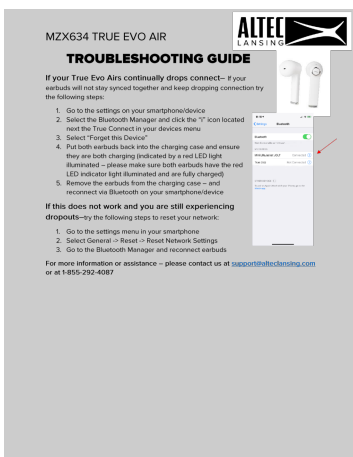 MZX634 TRUE EVO AIR
ALTEC
LANSING
TROUBLESHOOTING GUIDE
If your True Evo Airs continually drops connect– If your
earbuds will not stay synced together and keep dropping connection try
the following steps:
1. Go to the settings on your smartphone/device
2. Select the Bluetooth Manager and click the "i" icon located
next the True Connect in your devices menu
3. Select "Forget this Device"
4. Put both earbuds back into the charging case and ensure
they are both charging (indicated by a red LED light
illuminated – please make sure both earbuds have the red
LED indicator light illuminated and are fully charged)
5. Remove the earbuds from the charging case – and
reconnect via Bluetooth on your smartphone/device
Bluetooth
Bluetooth
If this does not work and you are still experiencing
dropouts–try the following steps to reset your network:
1. Go to the settings menu in your smartphone
2. Select General -> Reset -> Reset Network Settings
3. Go to the Bluetooth Manager and reconnect earbuds
For more information or assistance – please contact us at support@alteclansing.com
or at 1-855-292-4087